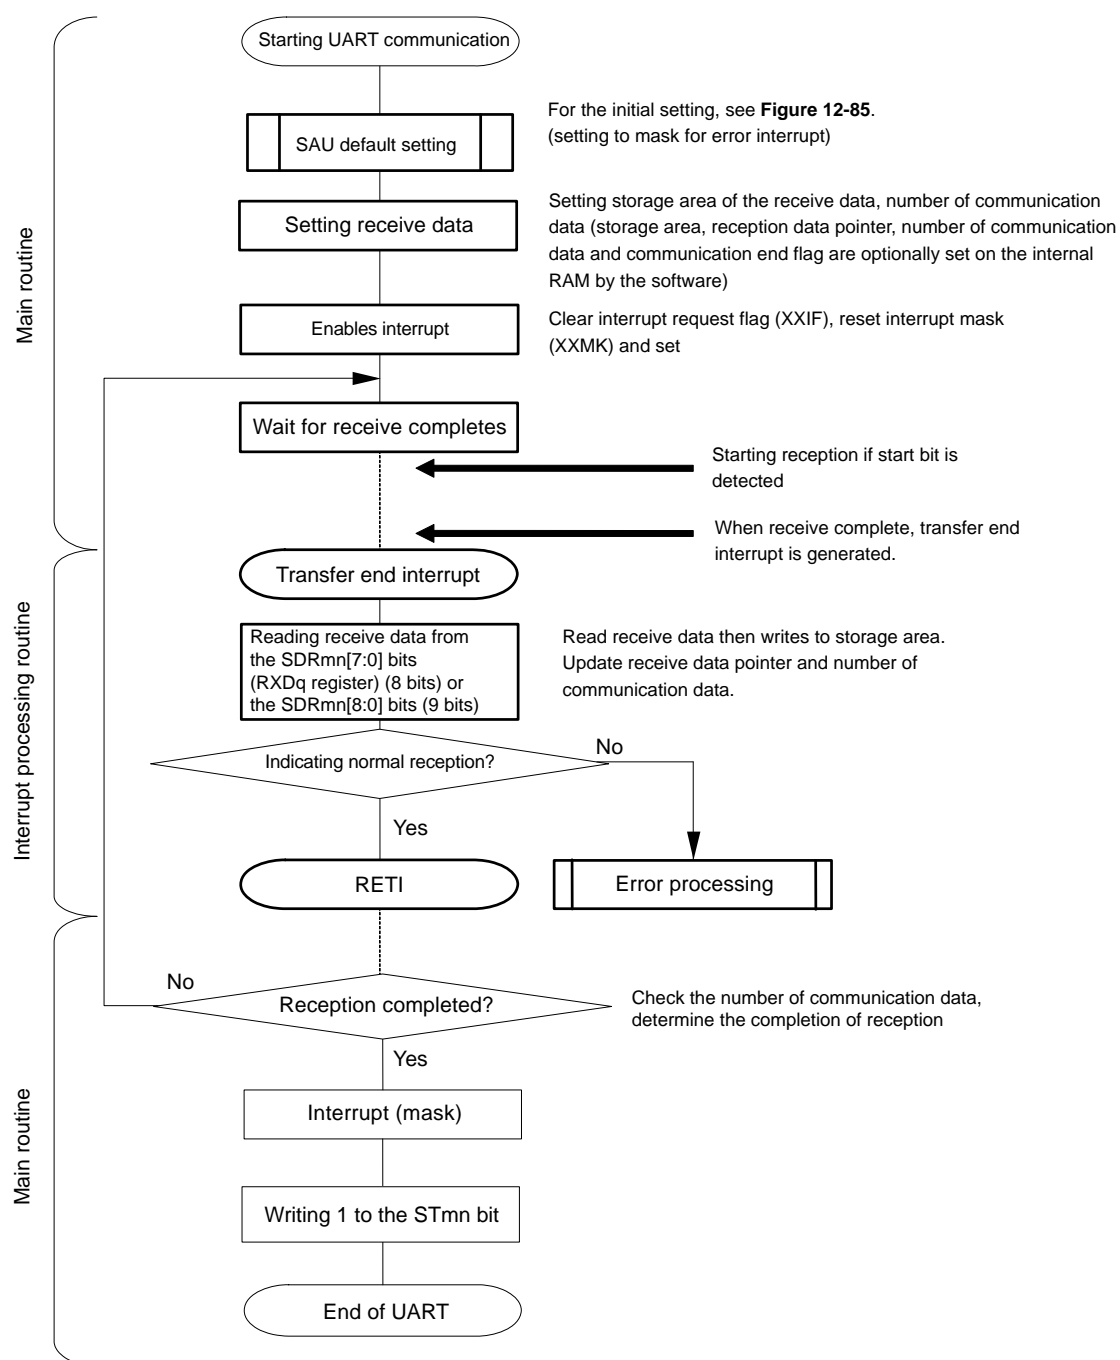 Starting UART communication
For the initial setting, see Figure 12-85.
(setting to mask for error interrupt)
SAU default setting
Setting storage area of the receive data, number of communication
data (storage area, reception data pointer, number of communication
data and communication end flag are optionally set on the internal
RAM by the software)
Setting receive data
Main routine
Enables interrupt
Clear interrupt request flag (XXIF), reset interrupt mask
(XXMK) and set
Wait for receive completes
Starting reception if start bit is
detected
When receive complete, transfer end
interrupt is generated.
Transfer end interrupt
Reading receive data from
the SDRmn[7:0] bits
(RXDq register) (8 bits) or
the SDRmn[8:0] bits (9 bits)
Read receive data then writes to storage area.
Update receive data pointer and number of
communication data.
Interrupt processing routine
Indicating normal reception?
No
Yes
RETI
Error processing
No
Reception completed?
Check the number of communication data,
determine the completion of reception
Yes
Main routine
Interrupt (mask)
Writing 1 to the STmn bit
End of UART